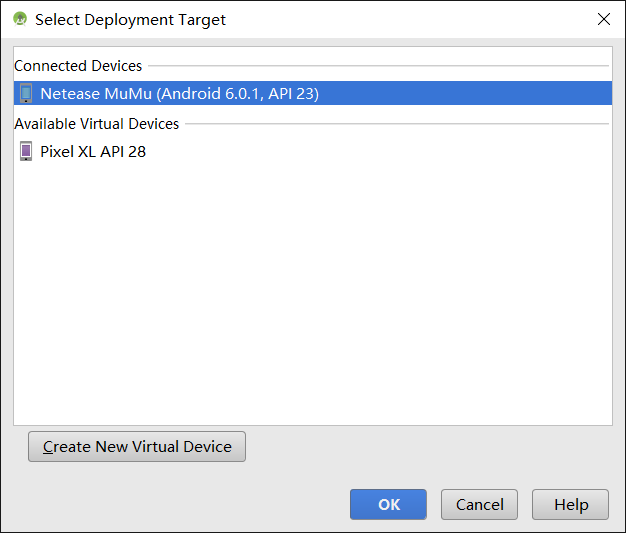 Select Deployment Target
Connected Devices
Netease MuMu (Android 6.0.1, API 23)
Available Virtual Devices
Pixel XL API 28
Create New Virtual Device
OK Cancel Help